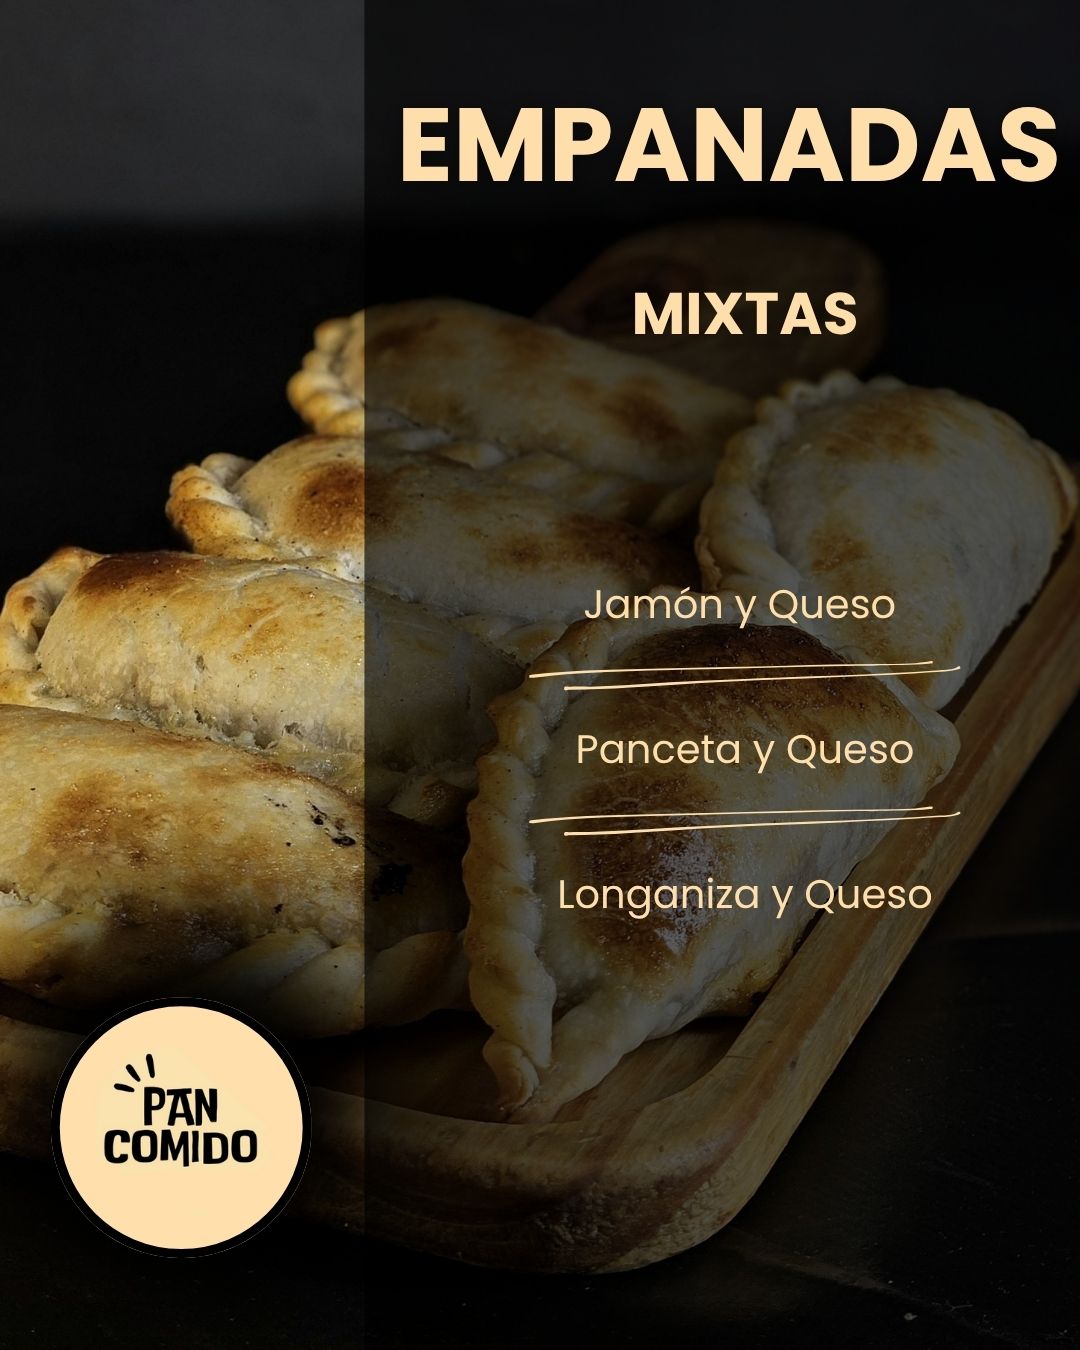 EMPANADAS
MIXTAS
Jamón y Queso
Panceta y Queso
Longaniza y Queso
PAN
COMIDO